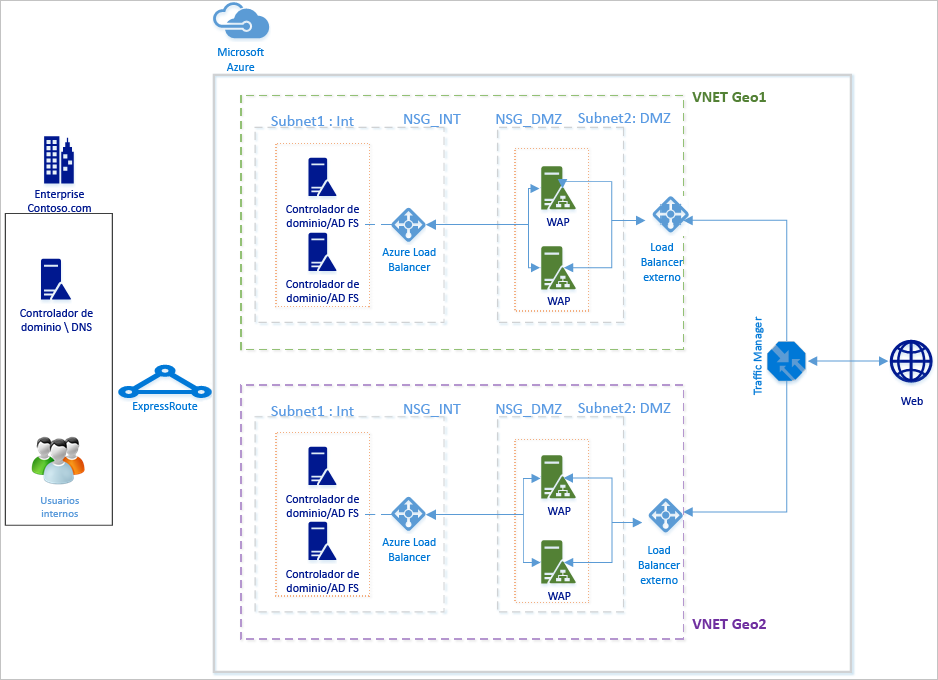 Microsoft
Azure
VNET Geo1
Subnet1 : Int
NSG_INT
NSG_DMZ
Subnet2: DMZ
Enterprise
Contoso.com
Controlador de
dominio/AD FS
Controlador de
dominio/AD FS
Azure Load
Balancer
WAP
WAP
Load
Balancer
externo
Controlador de
dominio \ DNS
ExpressRoute
Usuarios
internos
Traffic Manager
Web
Subnet1 : Int
NSG_INT
NSG_DMZ
Subnet2: DMZ
Controlador de
dominio/AD FS
Controlador de
dominio/AD FS
Azure Load
Balancer
WAP
WAP
Load
Balancer
externo
VNET Geo2